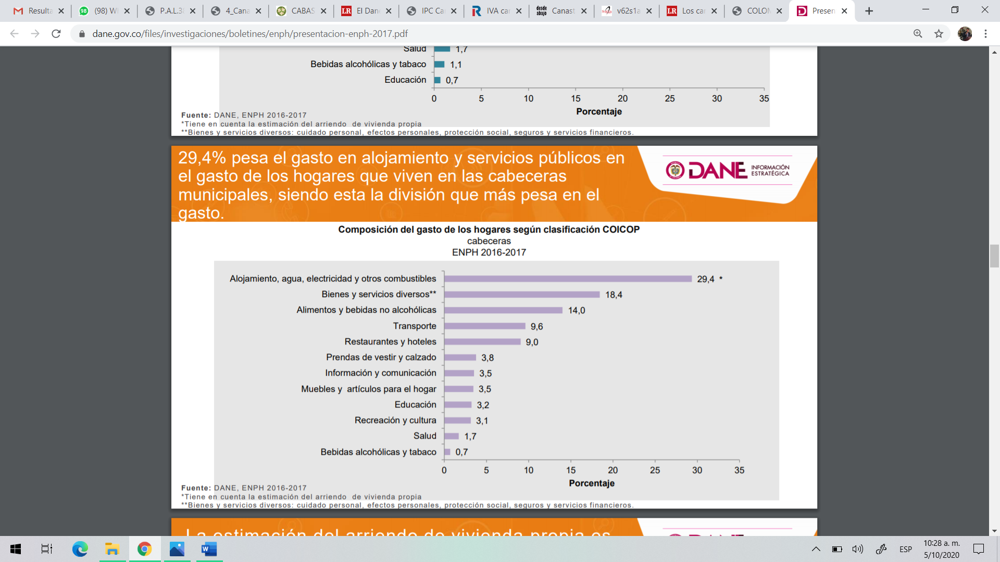 Resulta
(98) W
P.A.L.3
4_Cana
CABAS
LR El Dan
IPC Ca
IVA ca
desde abajo Canast
v62s1a
LR Los ca
COLO
Presen
dane.gov.co/files/investigaciones/boletines/enph/presentacion-enph-2017.pdf
Salud 1,7
Bebidas alcohólicas y tabaco 1,1
Educación 0,7
0 5 10 15 20 25 30 35
Porcentaje
Fuente: DANE, ENPH 2016-2017
*Tiene en cuenta la estimación del arriendo de vivienda propia
**Bienes y servicios diversos: cuidado personal, efectos personales, protección social, seguros y servicios financieros.
29,4% pesa el gasto en alojamiento y servicios públicos en
el gasto de los hogares que viven en las cabeceras
municipales, siendo esta la división que más pesa en el
gasto.
DANE INFORMACIÓN
ESTRATÉGICA
Composición del gasto de los hogares según clasificación COICOP
cabeceras
ENPH 2016-2017
Alojamiento, agua, electricidad y otros combustibles 29,4 *
Bienes y servicios diversos** 18,4
Alimentos y bebidas no alcohólicas 14,0
Transporte 9,6
Restaurantes y hoteles 9,0
Prendas de vestir y calzado 3,8
Información y comunicación 3,5
Muebles y artículos para el hogar 3,5
Educación 3,2
Recreación y cultura 3,1
Salud 1,7
Bebidas alcohólicas y tabaco 0,7
0 5 10 15 20 25 30 35
Porcentaje
Fuente: DANE, ENPH 2016-2017
*Tiene en cuenta la estimación del arriendo de vivienda propia
**Bienes y servicios diversos: cuidado personal, efectos personales, protección social, seguros y servicios financieros.
La estimación del arriendo de vivienda propia es
ESP
10:28 a. m.
5/10/2020